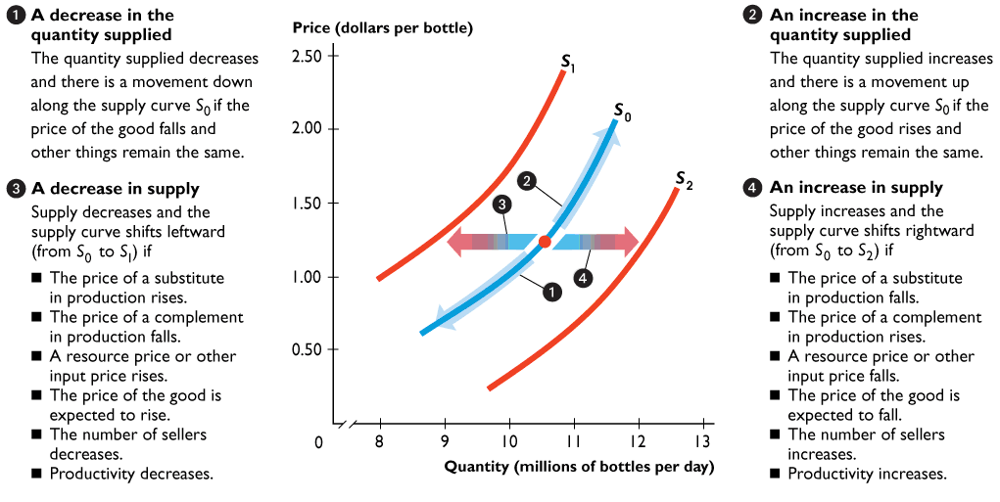 1 A decrease in the
quantity supplied
The quantity supplied decreases
and there is a movement down
along the supply curve S0 if the
price of the good falls and
other things remain the same.
3 A decrease in supply
Supply decreases and the
supply curve shifts leftward
(from S0 to S1) if
■ The price of a substitute
in production rises.
■ The price of a complement
in production falls.
■ A resource price or other
input price rises.
■ The price of the good is
expected to rise.
■ The number of sellers
decreases.
■ Productivity decreases.
Price (dollars per bottle)
2.50
2.00
1.50
1.00
0.50
0
S1
S0
S2
2
3
4
1
8 9 10 11 12 13
Quantity (millions of bottles per day)
2 An increase in the
quantity supplied
The quantity supplied increases
and there is a movement up
along the supply curve S0 if the
price of the good rises and
other things remain the same.
4 An increase in supply
Supply increases and the
supply curve shifts rightward
(from S0 to S2) if
■ The price of a substitute
in production falls.
■ The price of a complement
in production rises.
■ A resource price or other
input price falls.
■ The price of the good is
expected to fall.
■ The number of sellers
increases.
■ Productivity increases.